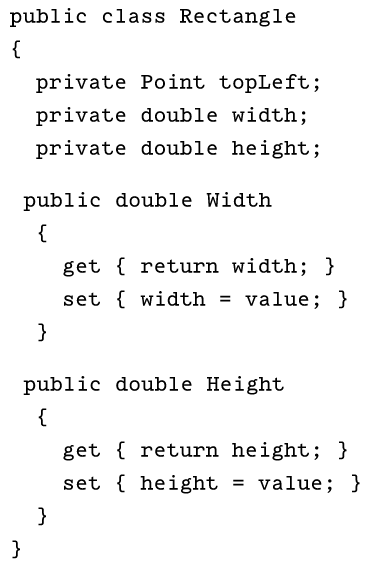 public class Rectangle
{
  private Point topLeft;
  private double width;
  private double height;
 public double Width
  {
    get { return width; }
    set { width = value; }
  }
 public double Height
  {
    get { return height; }
    set { height = value; }
  }
}